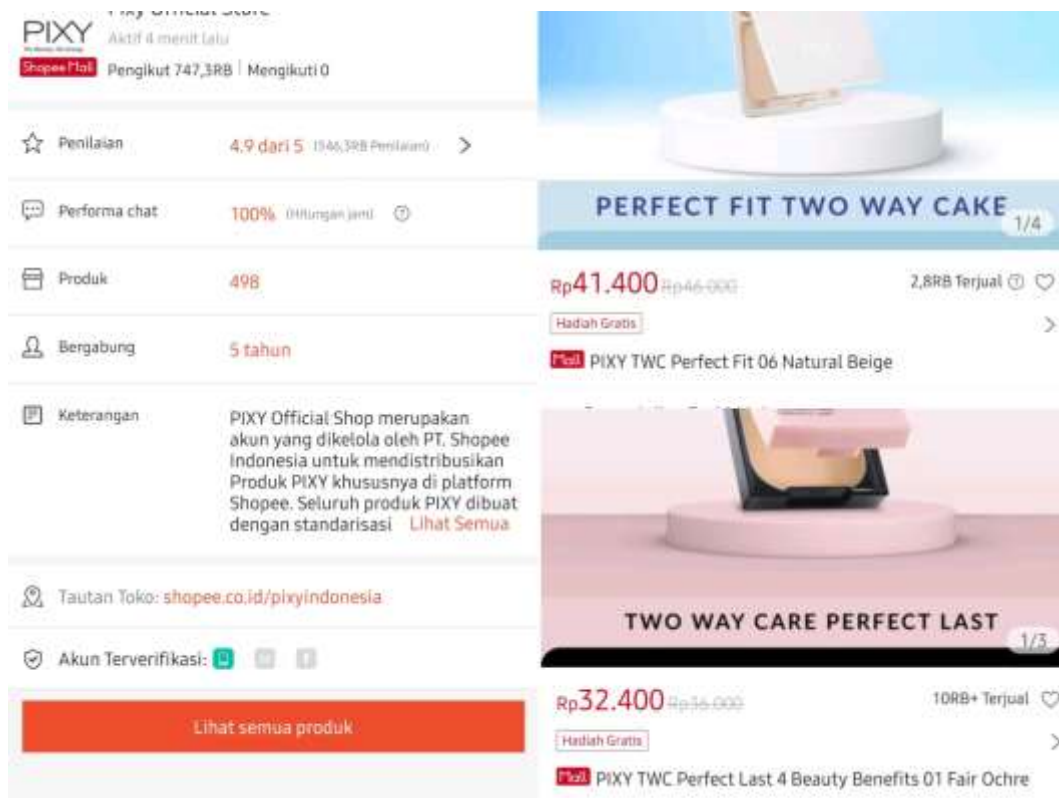 PIXY
Pixy Official Store
Aktif 4 menit lalu
Shopee Mall
Pengikut 747,3RB | Mengikuti 0
Penilaian
4.9 dari 5
Penilaian)
Performa chat
100% (Hitungan jam)
Produk
498
Bergabung
5 tahun
Keterangan
PIXY Official Shop merupakan
akun yang dikelola oleh PT. Shopee
Indonesia untuk mendistribusikan
Produk PIXY khususnya di platform
Shopee. Seluruh produk PIXY dibuat
dengan standarisasi Lihat Semua
Tautan Toko: shopee.co.id/pixyindonesia
Akun Terverifikasi:
Lihat semua produk
PERFECT FIT TWO WAY CAKE
1/4
Rp41.400 Rp46.000
2,8RB Terjual
Hadiah Gratis
Mall PIXY TWC Perfect Fit 06 Natural Beige
TWO WAY CARE PERFECT LAST
1/3
Rp32.400 Rp36.000
10RB+ Terjual
Hadiah Gratis
Mall PIXY TWC Perfect Last 4 Beauty Benefits 01 Fair Ochre